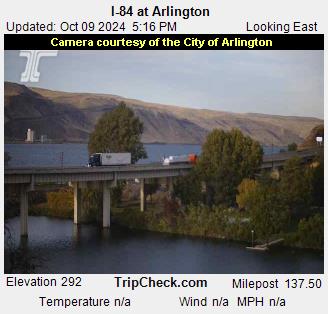 I-84 at Arlington
Updated: Oct 09 2024 5:16 PM Looking East
Camera courtesy of the City of Arlington
Elevation 292 TripCheck.com Milepost 137.50
Temperature n/a Wind n/a MPH n/a